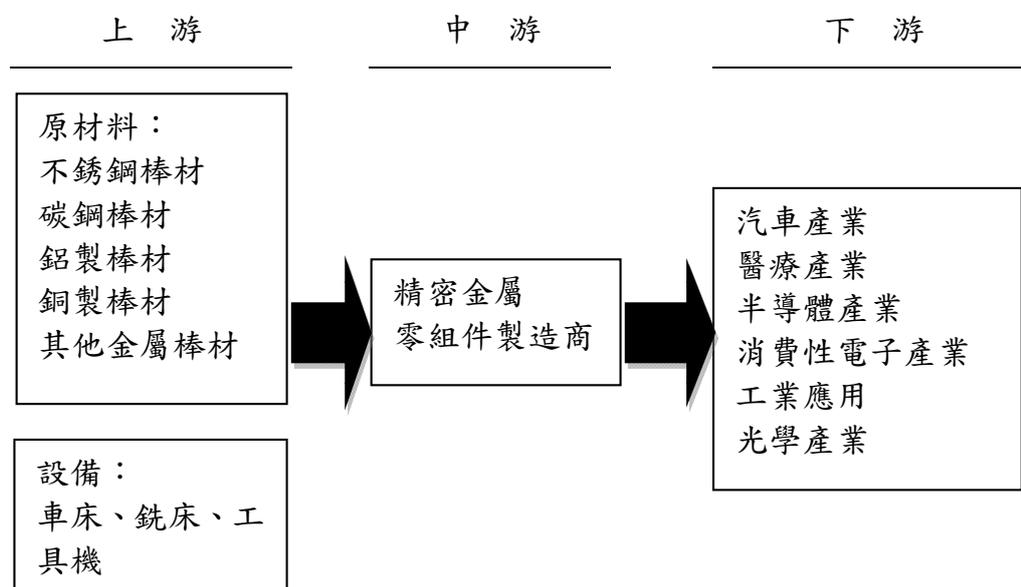 上 游
中 游
下 游
原材料：
不銹鋼棒材
碳鋼棒材
鋁製棒材
銅製棒材
其他金屬棒材
設備：
車床、銑床、工
具機
精密金屬
零組件製造商
汽車產業
醫療產業
半導體產業
消費性電子產業
工業應用
光學產業